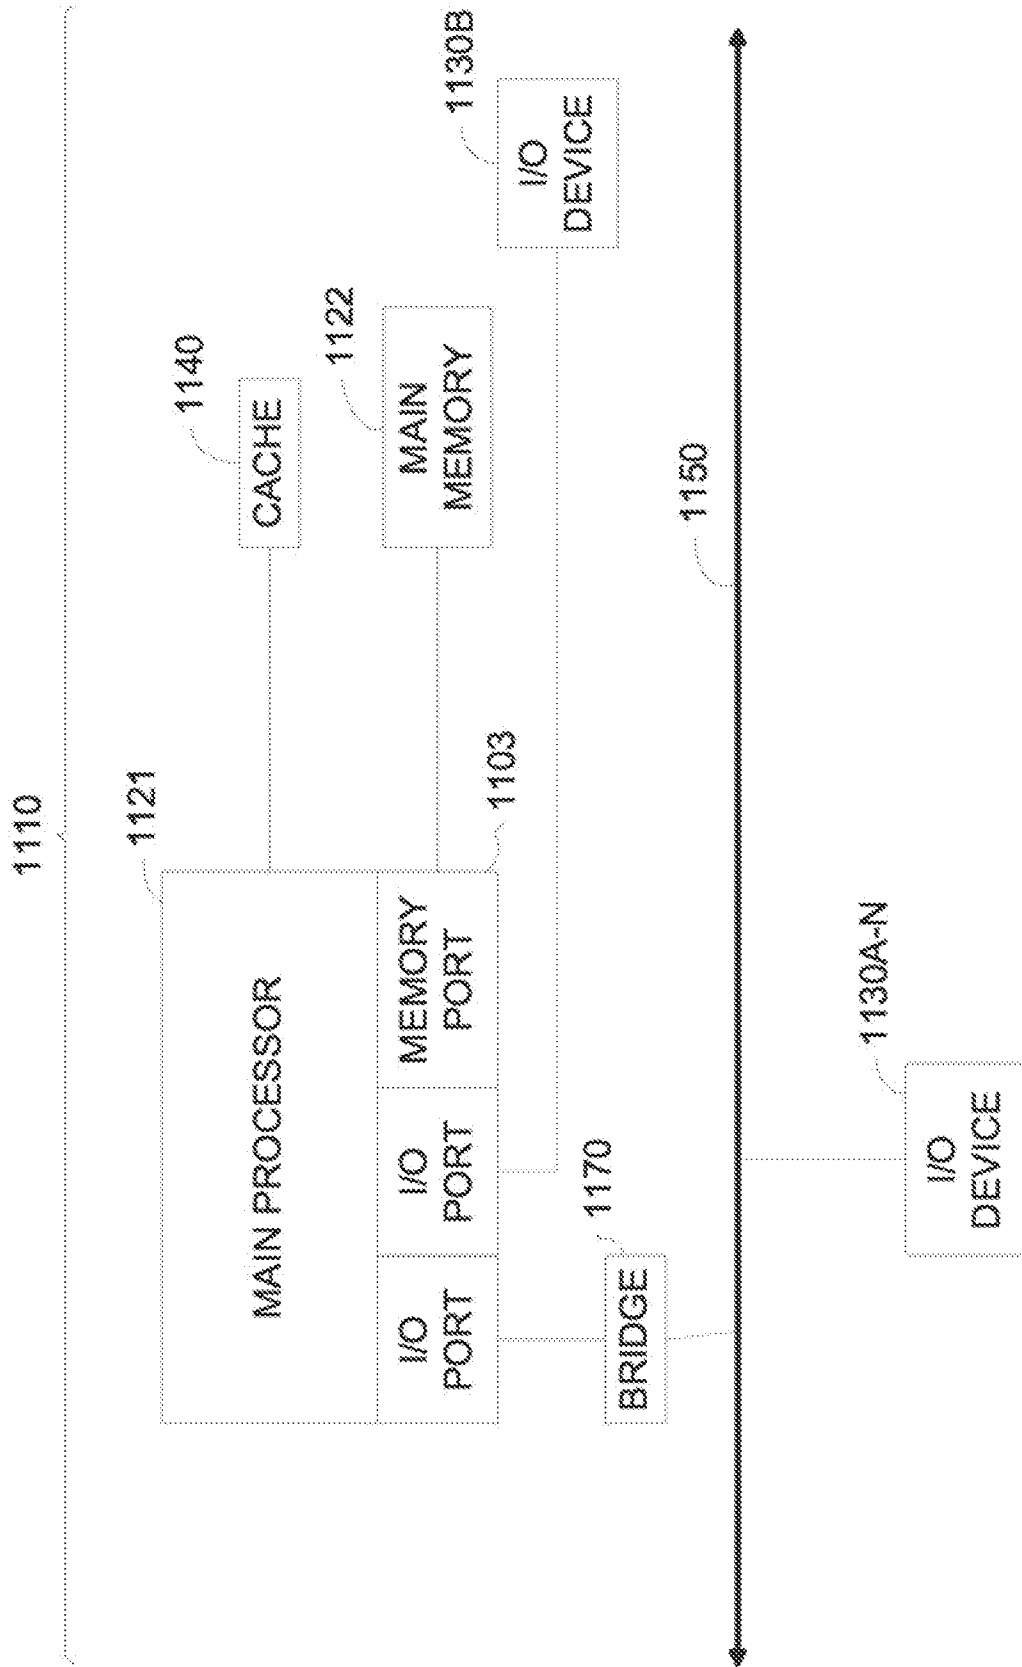 1110
1121
MAIN PROCESSOR
I/O
PORT
I/O
PORT
MEMORY
PORT
1103
1140
CACHE
1122
MAIN
MEMORY
1130B
I/O
DEVICE
1170
BRIDGE
1150
1130A-N
I/O
DEVICE